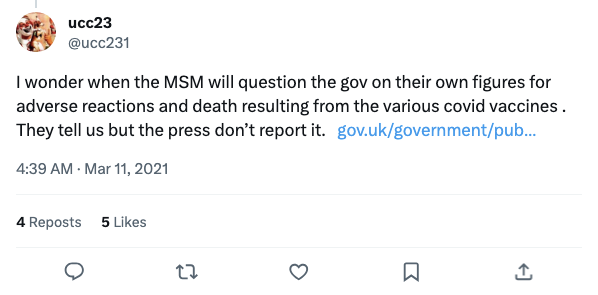 ucc23
@ucc231
I wonder when the MSM will question the gov on their own figures for
adverse reactions and death resulting from the various covid vaccines .
They tell us but the press don’t report it. gov.uk/government/pub...
4:39 AM · Mar 11, 2021
4 Reposts 5 Likes